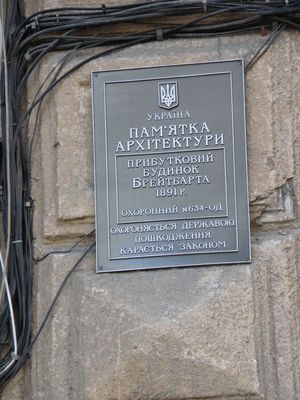 УКРАЇНА
ПАМ'ЯТКА
АРХІТЕКТУРИ
ПРИБУТКОВИЙ
БУДИНОК
БРЕЙТБАРТА
1891 р.
ОХОРОННИЙ №634-ОД
ОХОРОНЯЄТЬСЯ ДЕРЖАВОЮ
ПОШКОДЖЕННЯ
КАРАЄТЬСЯ ЗАКОНОМ